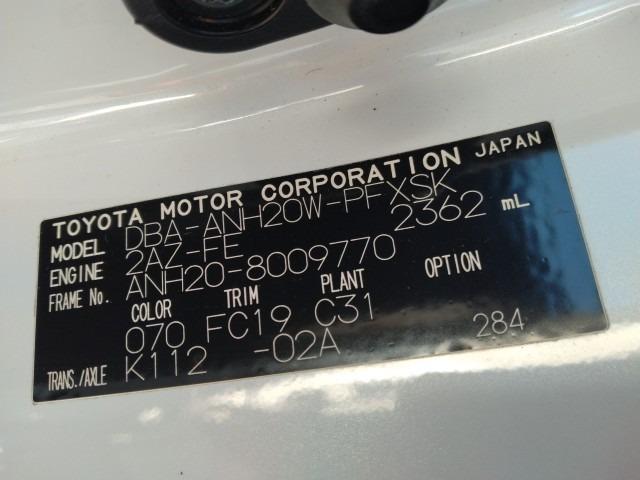 TOYOTA MOTOR CORPORATION JAPAN
MODEL DBA-ANH20W-PFXSK
ENGINE 2AZ-FE 2362 mL
FRAME No. ANH20-8009770
COLOR TRIM PLANT OPTION
070 FC19 C31
TRANS./AXLE K112 -02A 284